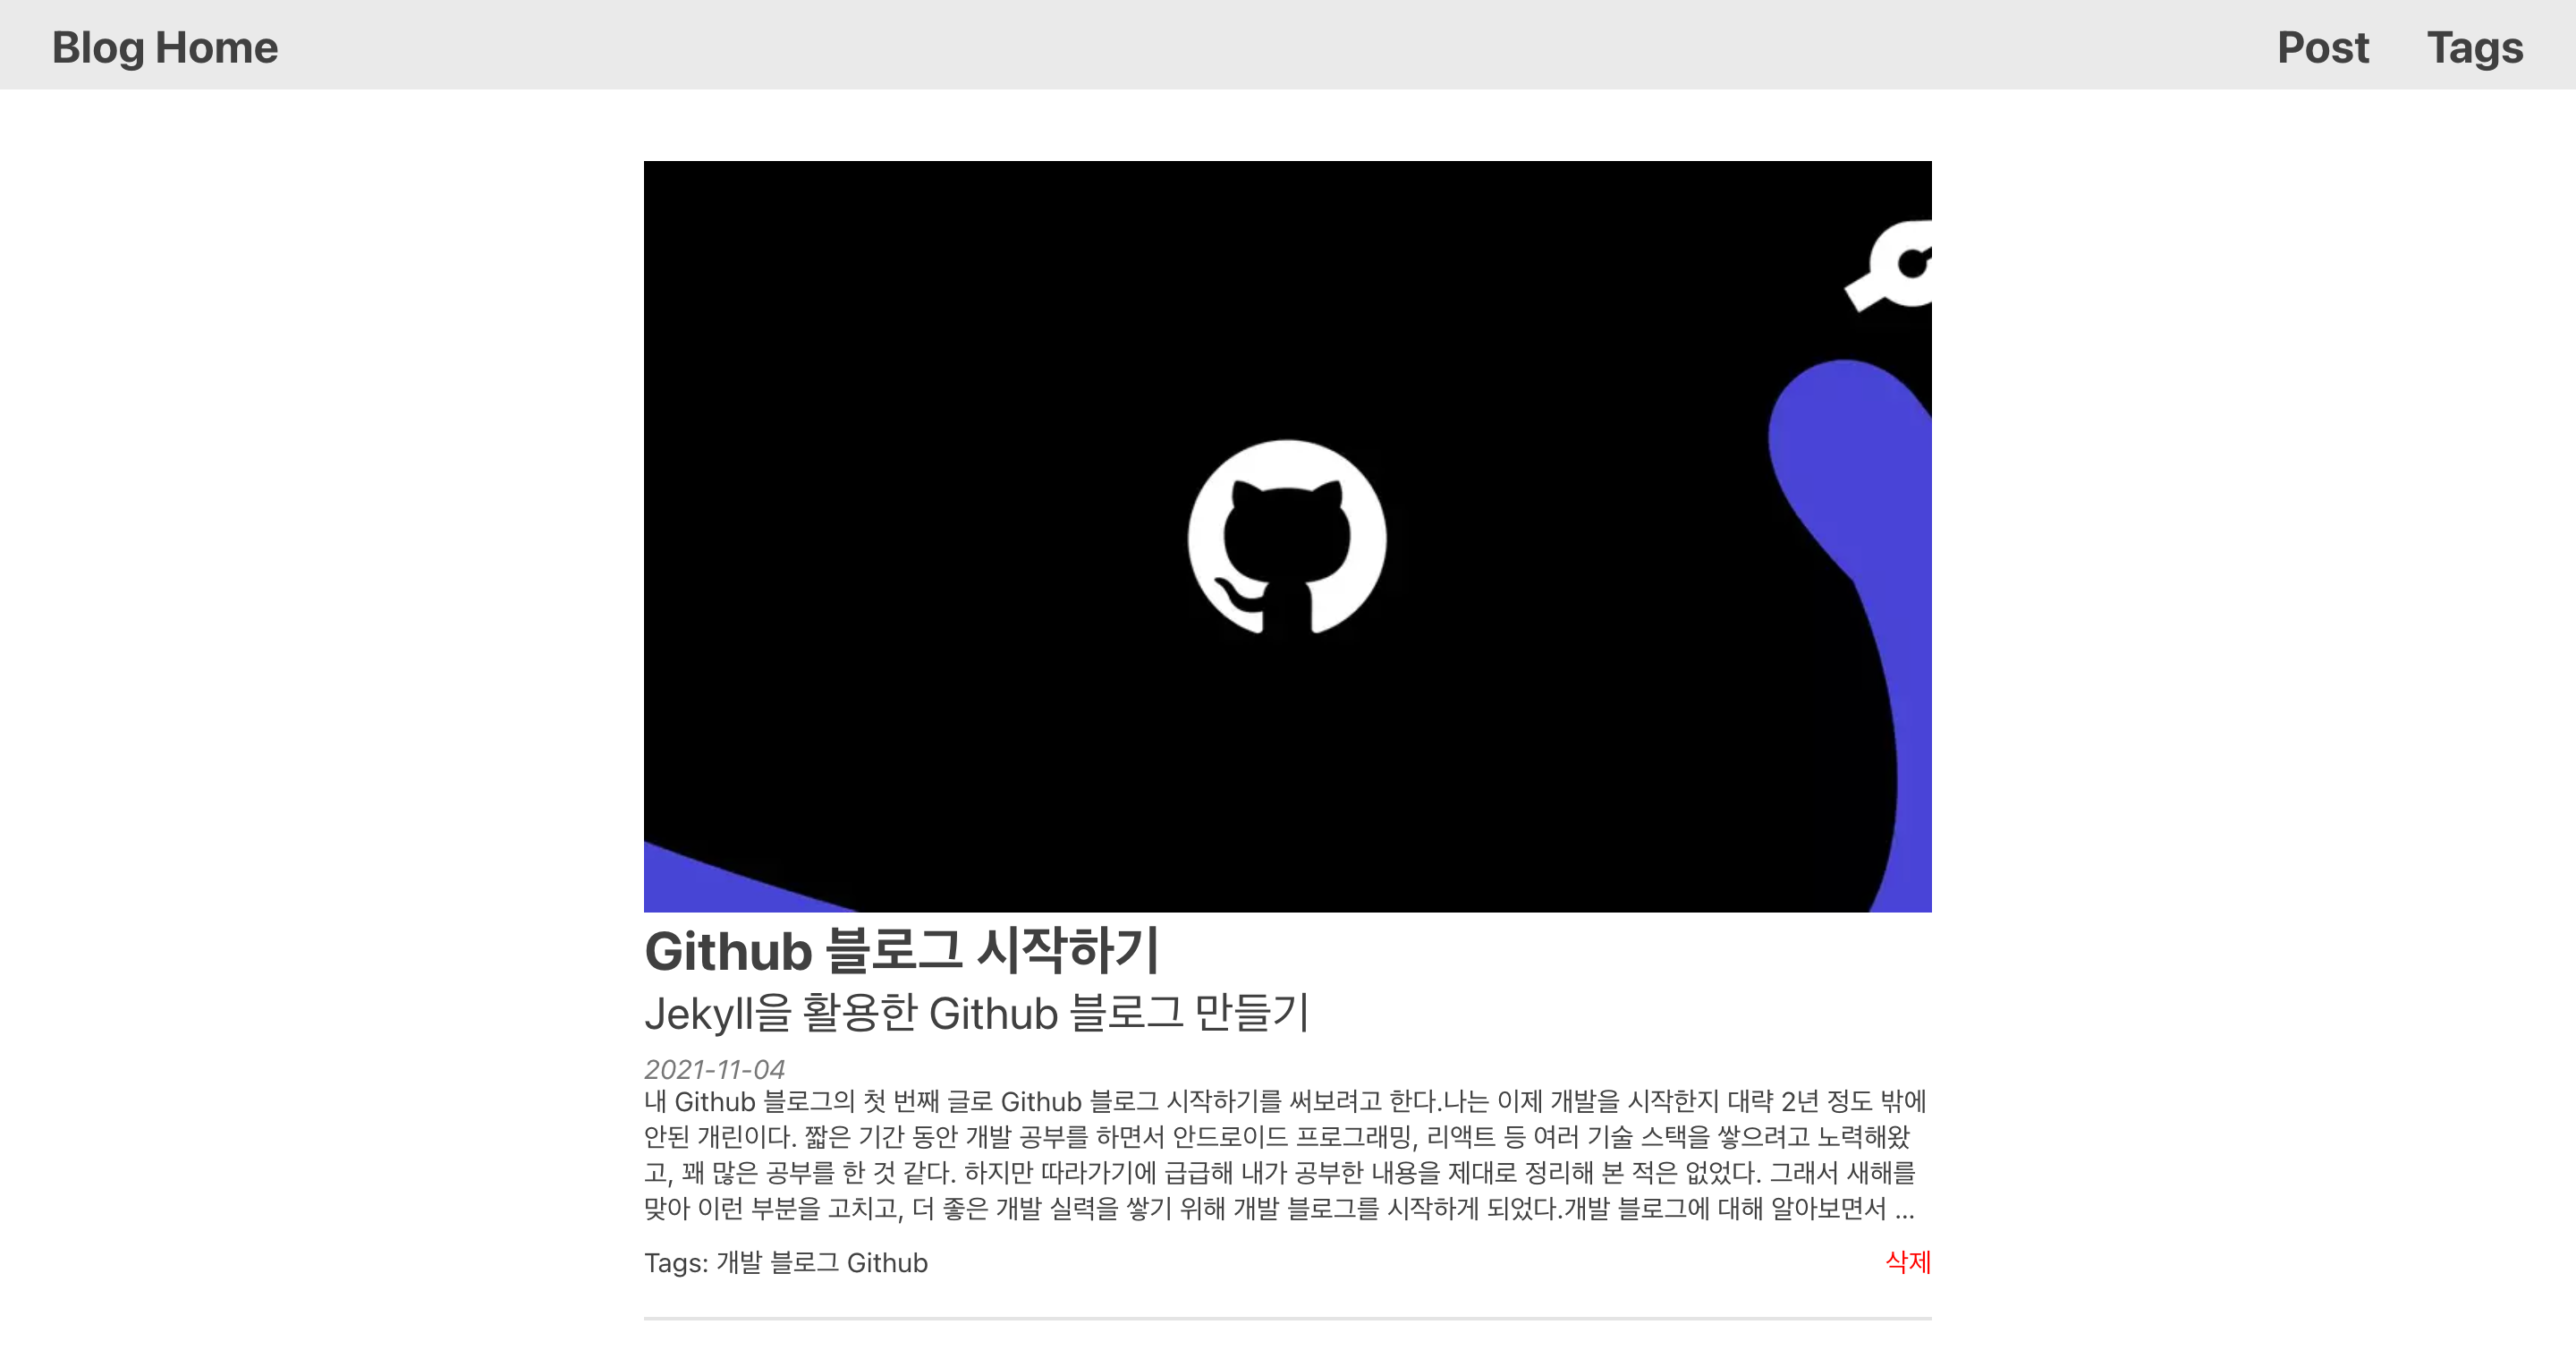 Blog Home
Post
Tags
Github 블로그 시작하기
Jekyll을 활용한 Github 블로그 만들기
2021-11-04
내 Github 블로그의 첫 번째 글로 Github 블로그 시작하기를 써보려고 한다.나는 이제 개발을 시작한지 대략 2년 정도 밖에
안된 개린이다. 짧은 기간 동안 개발 공부를 하면서 안드로이드 프로그래밍, 리액트 등 여러 기술 스택을 쌓으려고 노력해왔
고, 꽤 많은 공부를 한 것 같다. 하지만 따라가기에 급급해 내가 공부한 내용을 제대로 정리해 본 적은 없었다. 그래서 새해를
맞아 이런 부분을 고치고, 더 좋은 개발 실력을 쌓기 위해 개발 블로그를 시작하게 되었다.개발 블로그에 대해 알아보면서 ...
Tags: 개발 블로그 Github
삭제